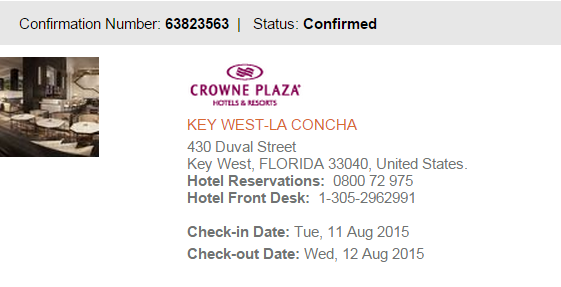 Confirmation Number: 63823563 | Status: Confirmed
CROWNE PLAZA
HOTELS & RESORTS
KEY WEST-LA CONCHA
430 Duval Street
Key West, FLORIDA 33040, United States.
Hotel Reservations: 0800 72 975
Hotel Front Desk: 1-305-2962991
Check-in Date: Tue, 11 Aug 2015
Check-out Date: Wed, 12 Aug 2015